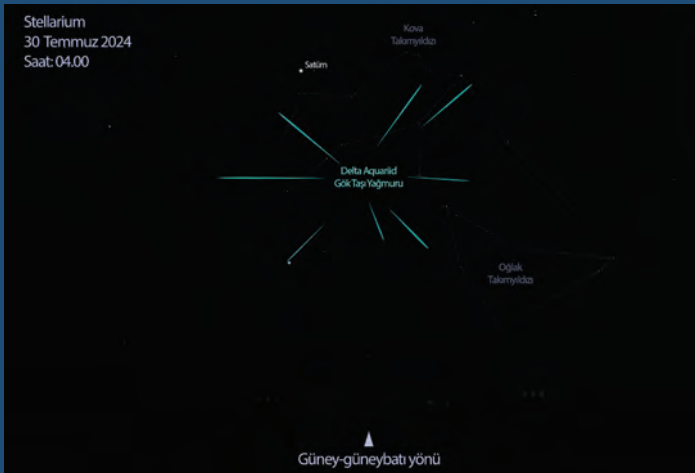 Stellarium
30 Temmuz 2024
Saat: 04.00
Kova
Takımyıldızı
Satürn
Delta Aquariid
Gök Taşı Yağmuru
Oğlak
Takımyıldızı
Güney-güneybatı yönü